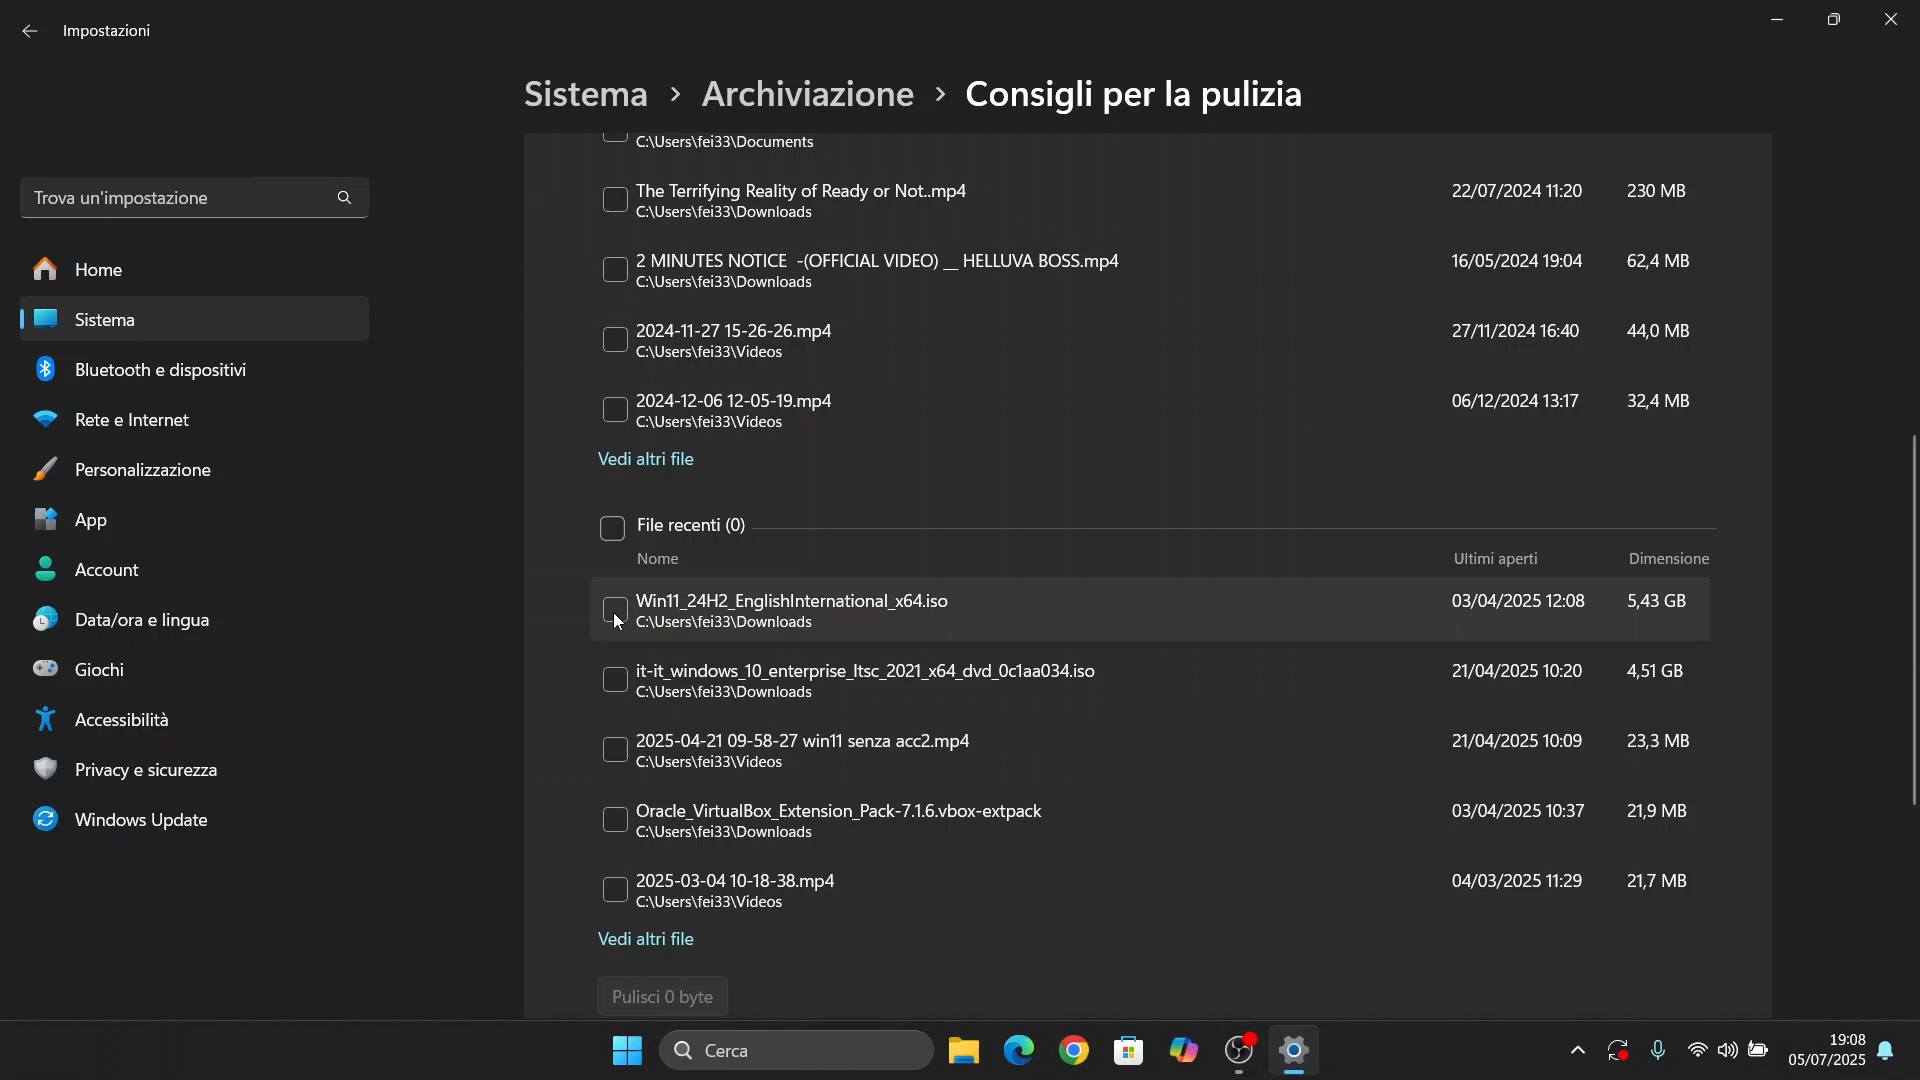 Impostazioni
Sistema > Archiviazione > Consigli per la pulizia
Trova un'impostazione
Home
Sistema
Bluetooth e dispositivi
Rete e Internet
Personalizzazione
App
Account
Data/ora e lingua
Giochi
Accessibilità
Privacy e sicurezza
Windows Update
C:\Users\fei33\Documents
The Terrifying Reality of Ready or Not..mp4 22/07/2024 11:20 230 MB
C:\Users\fei33\Downloads
2 MINUTES NOTICE -(OFFICIAL VIDEO) __ HELLUVA BOSS.mp4 16/05/2024 19:04 62,4 MB
C:\Users\fei33\Downloads
2024-11-27 15-26-26.mp4 27/11/2024 16:40 44,0 MB
C:\Users\fei33\Videos
2024-12-06 12-05-19.mp4 06/12/2024 13:17 32,4 MB
C:\Users\fei33\Videos
Vedi altri file
File recenti (0)
Nome Ultimi aperti Dimensione
Win11_24H2_EnglishInternational_x64.iso 03/04/2025 12:08 5,43 GB
C:\Users\fei33\Downloads
it-it_windows_10_enterprise_ltsc_2021_x64_dvd_0c1aa034.iso 21/04/2025 10:20 4,51 GB
C:\Users\fei33\Downloads
2025-04-21 09-58-27 win11 senza acc2.mp4 21/04/2025 10:09 23,3 MB
C:\Users\fei33\Videos
Oracle_VirtualBox_Extension_Pack-7.1.6.vbox-extpack 03/04/2025 10:37 21,9 MB
C:\Users\fei33\Downloads
2025-03-04 10-18-38.mp4 04/03/2025 11:29 21,7 MB
C:\Users\fei33\Videos
Vedi altri file
Pulisci 0 byte
Cerca
19:08
05/07/2025